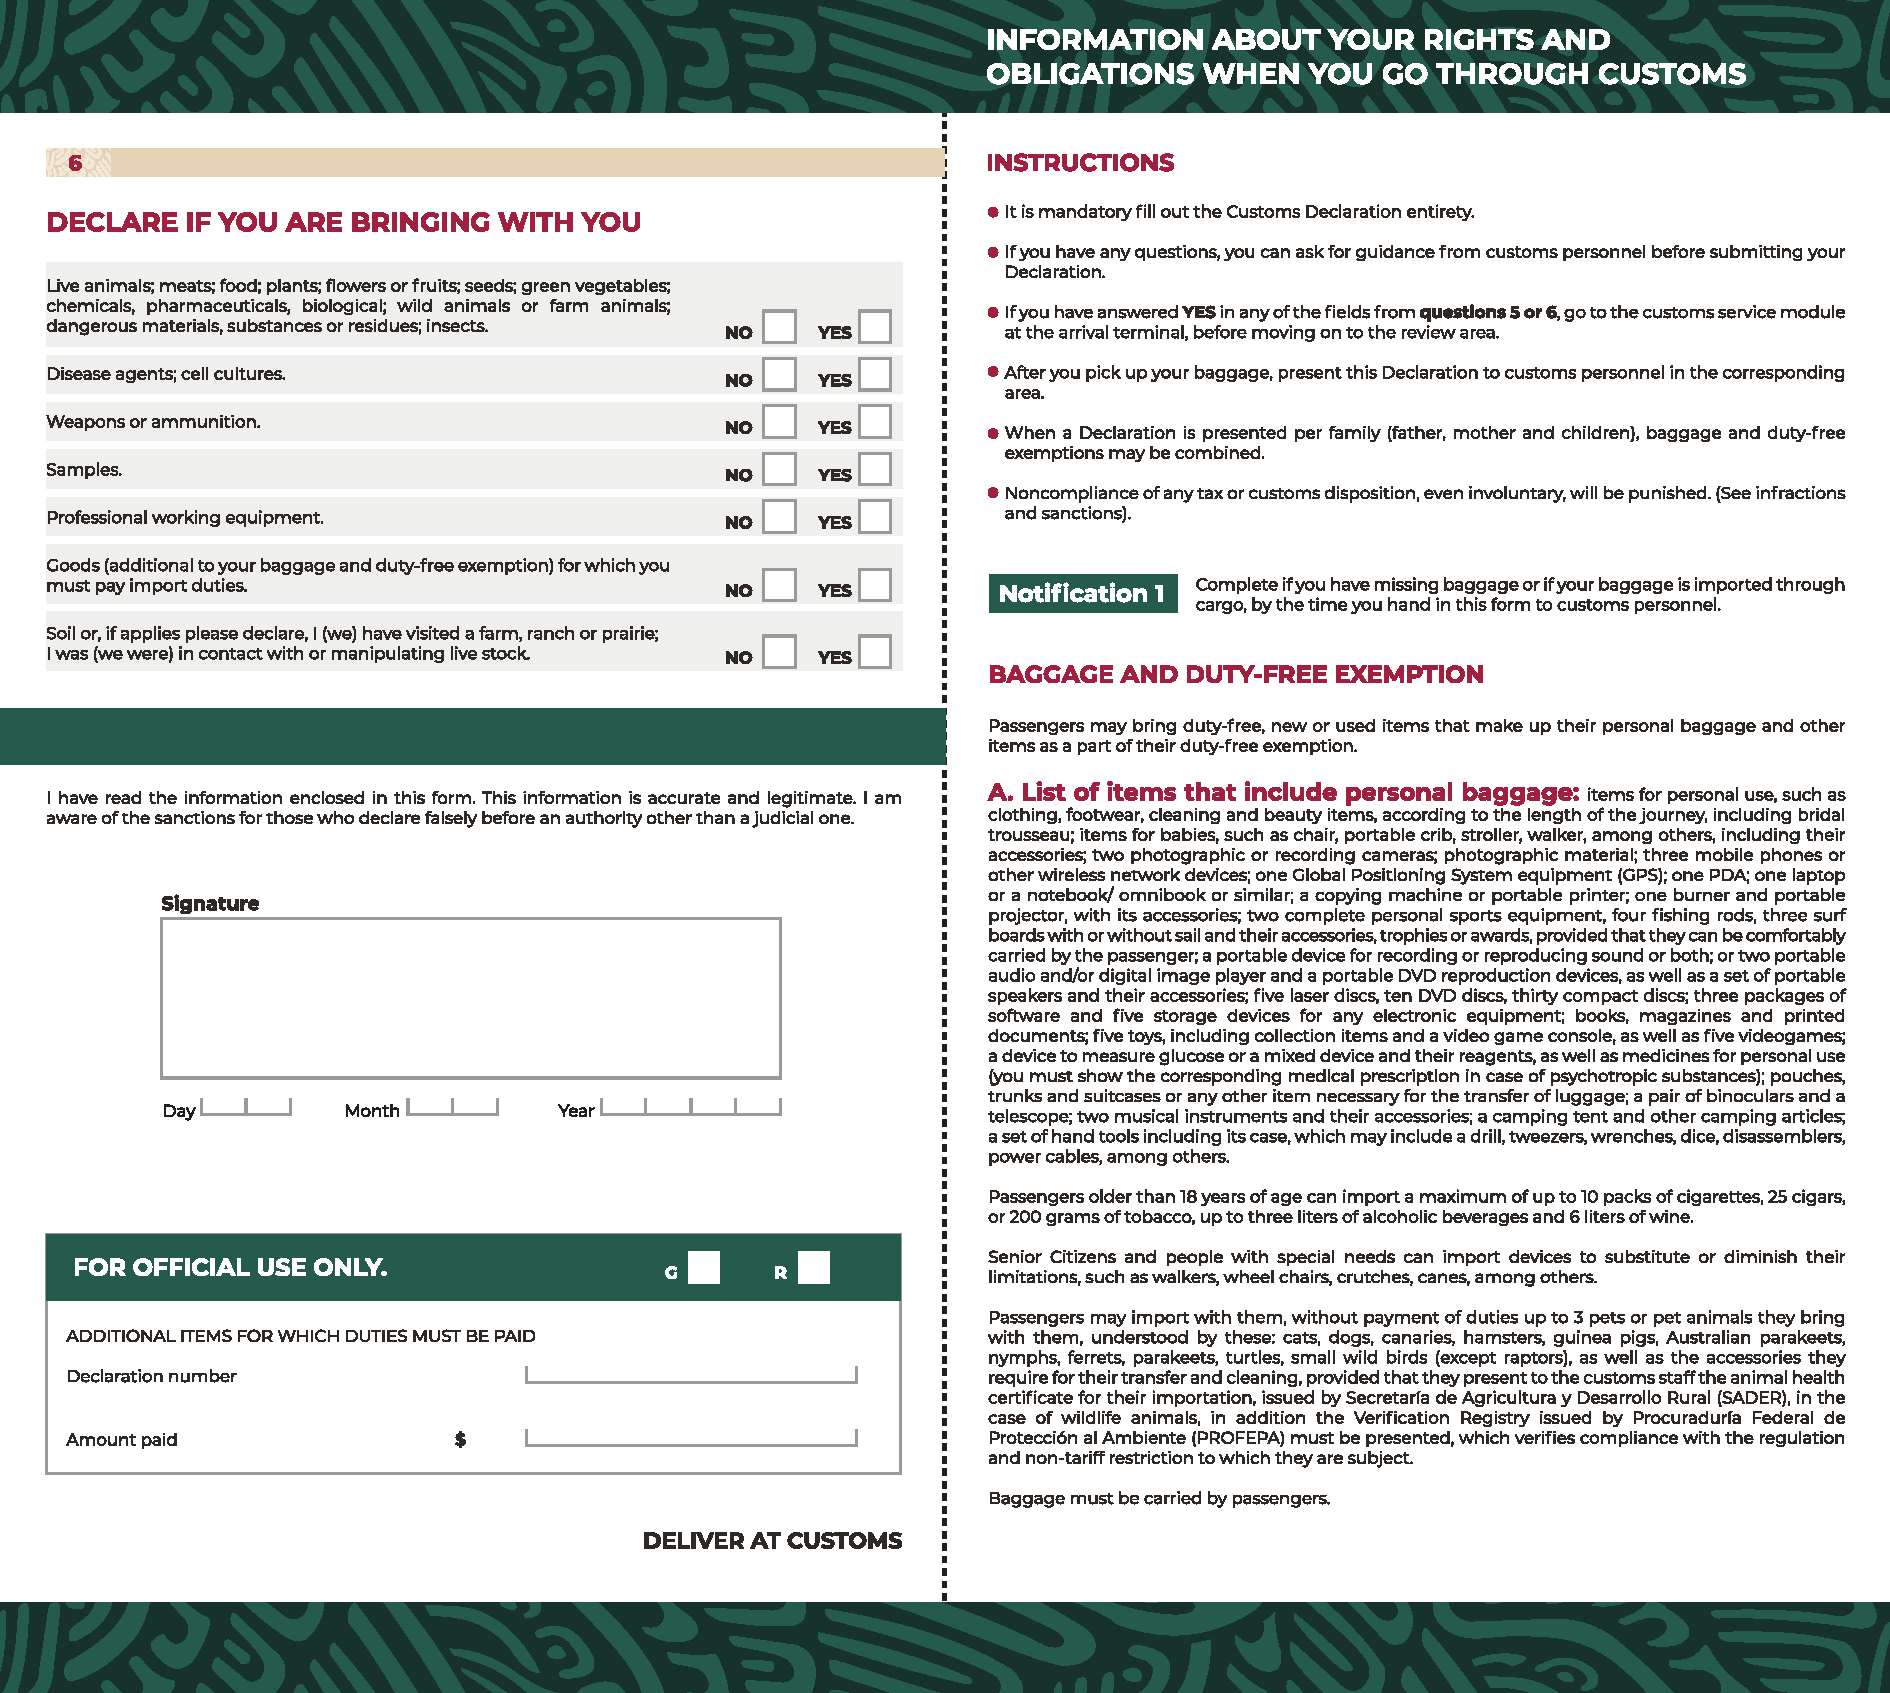 INFORMATION ABOUT YOUR RIGHTS AND
OBLIGATIONS WHEN YOU GO THROUGH CUSTOMS
6
DECLARE IF YOU ARE BRINGING WITH YOU
Live animals; meats; food; plants; flowers or fruits; seeds; green vegetables;
chemicals, pharmaceuticals, biological; wild animals or farm animals;
dangerous materials, substances or residues; insects.
NO YES
Disease agents; cell cultures.
NO YES
Weapons or ammunition.
NO YES
Samples.
NO YES
Professional working equipment.
NO YES
Goods (additional to your baggage and duty-free exemption) for which you
must pay import duties.
NO YES
Soil or, if applies please declare, I (we) have visited a farm, ranch or prairie;
I was (we were) in contact with or manipulating live stock.
NO YES
I have read the information enclosed in this form. This information is accurate and legitimate. I am
aware of the sanctions for those who declare falsely before an authority other than a judicial one.
Signature
Day Month Year
FOR OFFICIAL USE ONLY. G R
ADDITIONAL ITEMS FOR WHICH DUTIES MUST BE PAID
Declaration number
Amount paid $
DELIVER AT CUSTOMS
INSTRUCTIONS
● It is mandatory fill out the Customs Declaration entirety.
● If you have any questions, you can ask for guidance from customs personnel before submitting your
Declaration.
● If you have answered YES in any of the fields from questions 5 or 6, go to the customs service module
at the arrival terminal, before moving on to the review area.
● After you pick up your baggage, present this Declaration to customs personnel in the corresponding
area.
● When a Declaration is presented per family (father, mother and children), baggage and duty-free
exemptions may be combined.
● Noncompliance of any tax or customs disposition, even involuntary, will be punished. (See infractions
and sanctions).
Notification 1
Complete if you have missing baggage or if your baggage is imported through
cargo, by the time you hand in this form to customs personnel.
BAGGAGE AND DUTY-FREE EXEMPTION
Passengers may bring duty-free, new or used items that make up their personal baggage and other
items as a part of their duty-free exemption.
A. List of items that include personal baggage: items for personal use, such as
clothing, footwear, cleaning and beauty items, according to the length of the journey, including bridal
trousseau; items for babies, such as chair, portable crib, stroller, walker, among others, including their
accessories; two photographic or recording cameras; photographic material; three mobile phones or
other wireless network devices; one Global Positioning System equipment (GPS); one PDA; one laptop
or a notebook/ omnibook or similar; a copying machine or portable printer; one burner and portable
projector, with its accessories; two complete personal sports equipment, four fishing rods, three surf
boards with or without sail and their accessories, trophies or awards, provided that they can be comfortably
carried by the passenger; a portable device for recording or reproducing sound or both; or two portable
audio and/or digital image player and a portable DVD reproduction devices, as well as a set of portable
speakers and their accessories; five laser discs, ten DVD discs, thirty compact discs; three packages of
software and five storage devices for any electronic equipment; books, magazines and printed
documents; five toys, including collection items and a video game console, as well as five videogames;
a device to measure glucose or a mixed device and their reagents, as well as medicines for personal use
(you must show the corresponding medical prescription in case of psychotropic substances); pouches,
trunks and suitcases or any other item necessary for the transfer of luggage; a pair of binoculars and a
telescope; two musical instruments and their accessories; a camping tent and other camping articles;
a set of hand tools including its case, which may include a drill, tweezers, wrenches, dice, disassemblers,
power cables, among others.
Passengers older than 18 years of age can import a maximum of up to 10 packs of cigarettes, 25 cigars,
or 200 grams of tobacco, up to three liters of alcoholic beverages and 6 liters of wine.
Senior Citizens and people with special needs can import devices to substitute or diminish their
limitations, such as walkers, wheel chairs, crutches, canes, among others.
Passengers may import with them, without payment of duties up to 3 pets or pet animals they bring
with them, understood by these: cats, dogs, canaries, hamsters, guinea pigs, Australian parakeets,
nymphs, ferrets, parakeets, turtles, small wild birds (except raptors), as well as the accessories they
require for their transfer and cleaning, provided that they present to the customs staff the animal health
certificate for their importation, issued by Secretaría de Agricultura y Desarrollo Rural (SADER), in the
case of wildlife animals, in addition the Verification Registry issued by Procuraduría Federal de
Protección al Ambiente (PROFEPA) must be presented, which verifies compliance with the regulation
and non-tariff restriction to which they are subject.
Baggage must be carried by passengers.